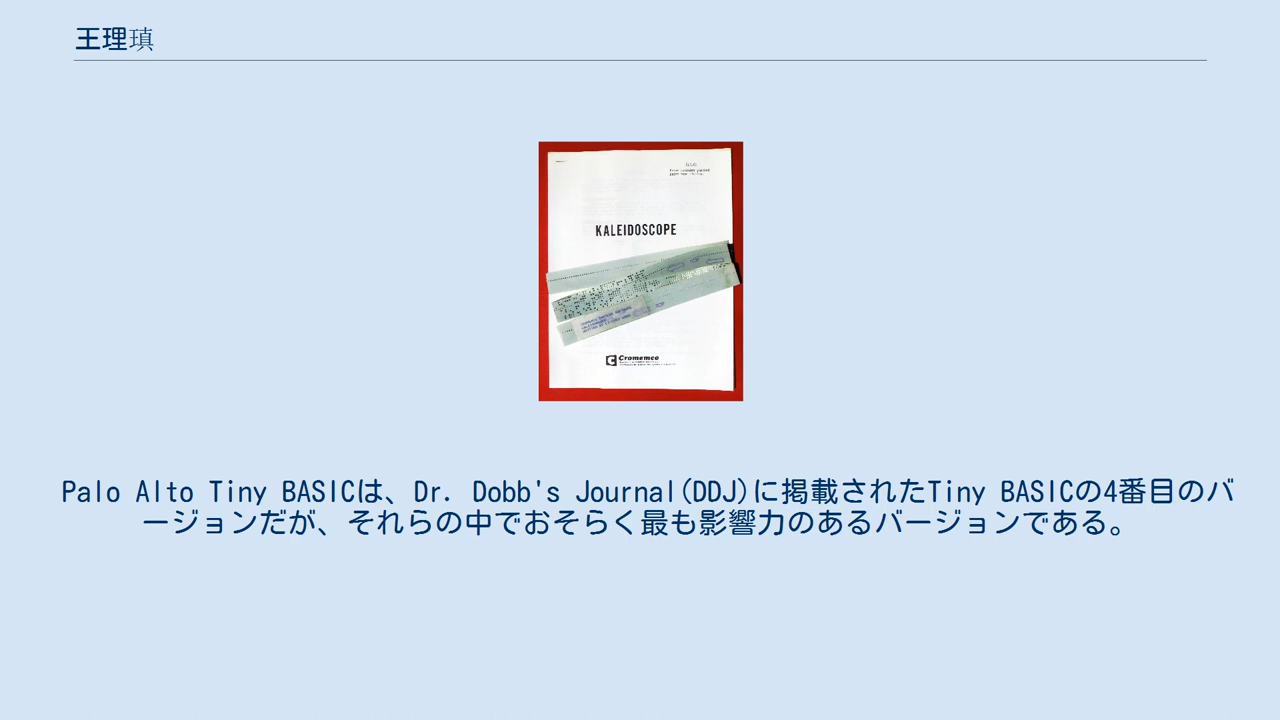 王理瑱
KALEIDOSCOPE
Cromemco
Palo Alto Tiny BASICは、Dr. Dobb's Journal(DDJ)に掲載されたTiny BASICの4番目のバ
ージョンだが、それらの中でおそらく最も影響力のあるバージョンである。